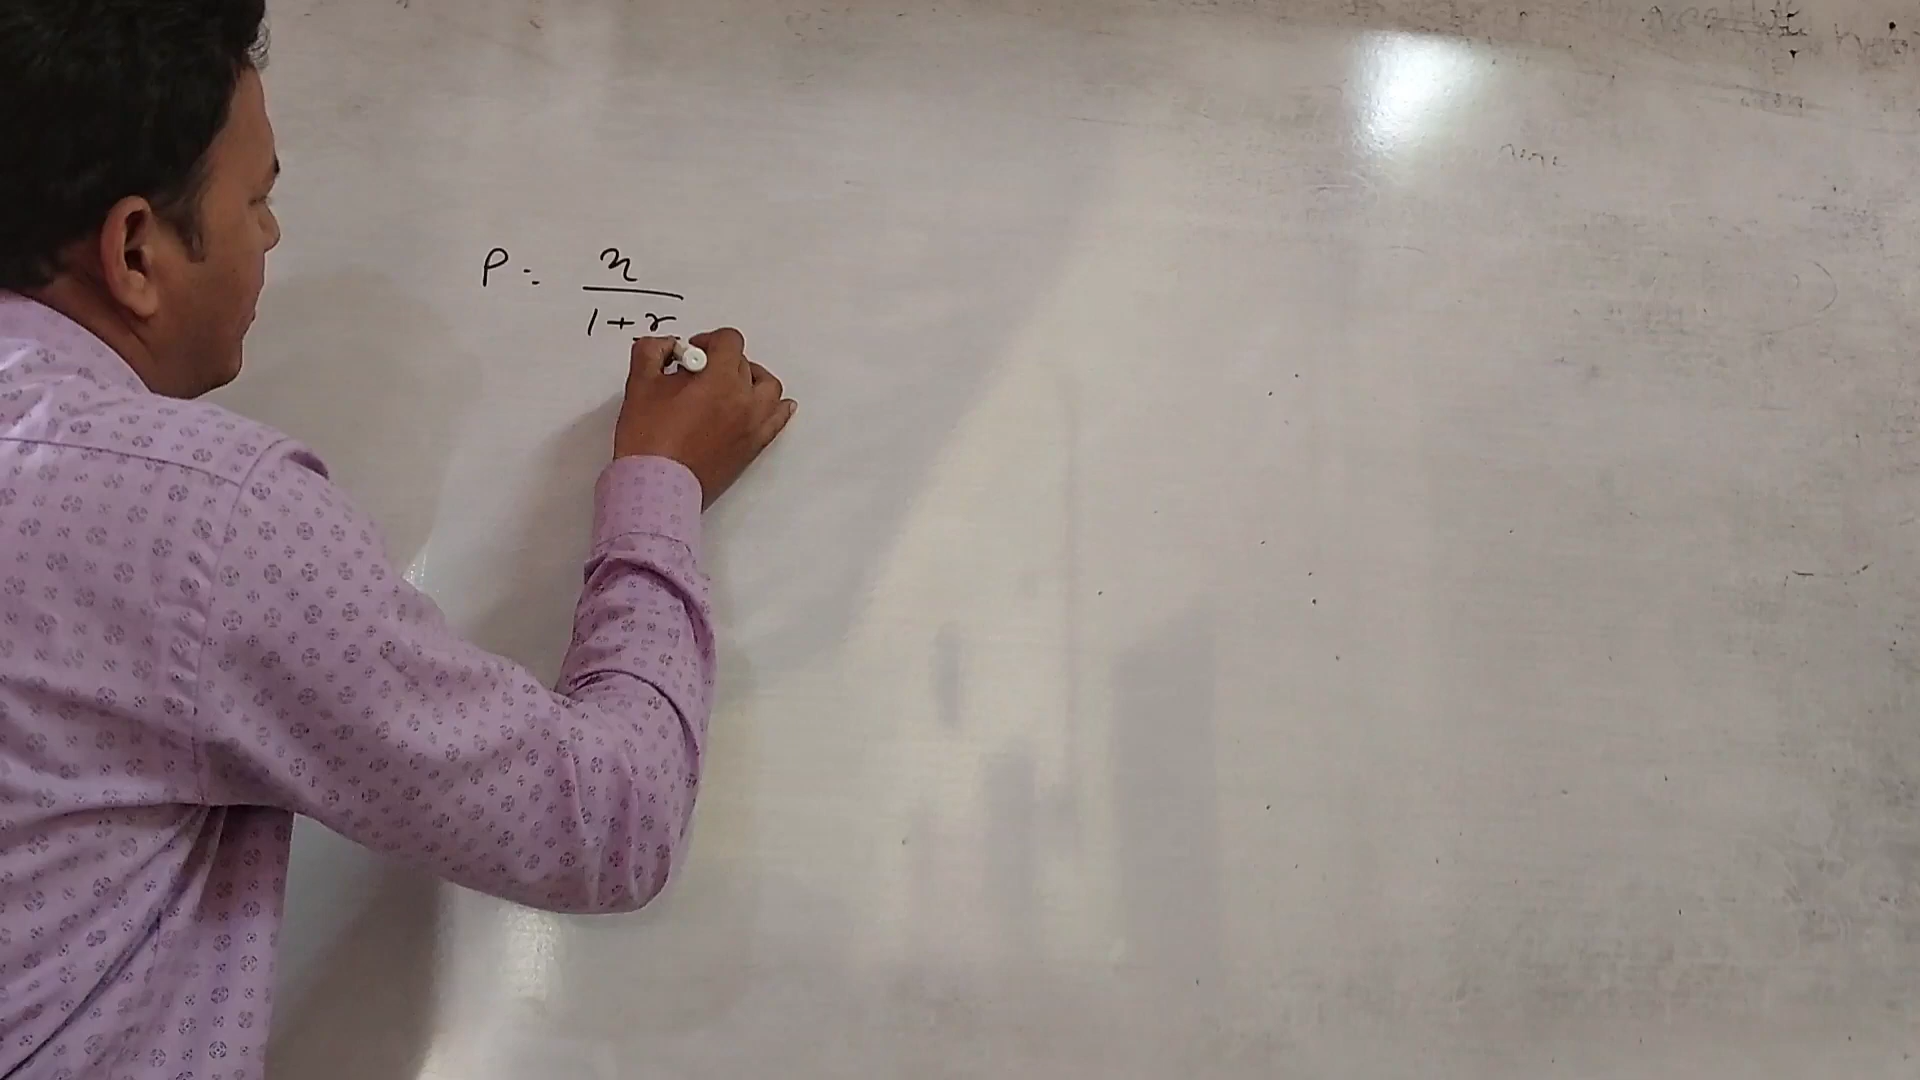 P = x
1+r